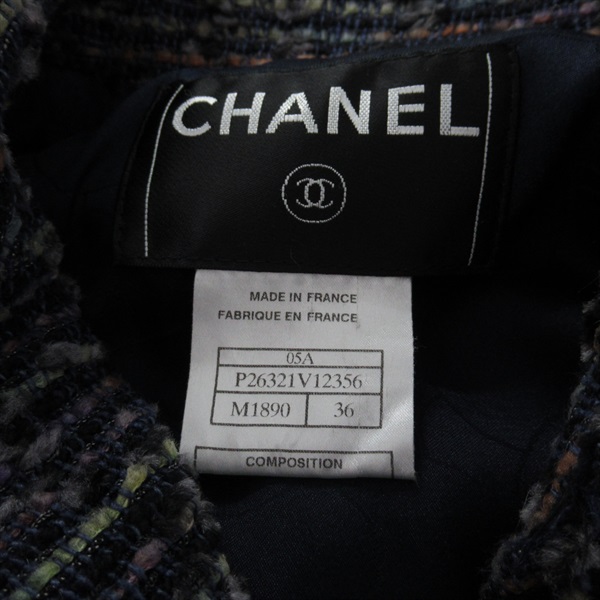 CHANEL
MADE IN FRANCE
FABRIQUE EN FRANCE
05A
P26321V12356
M1890 36
COMPOSITION